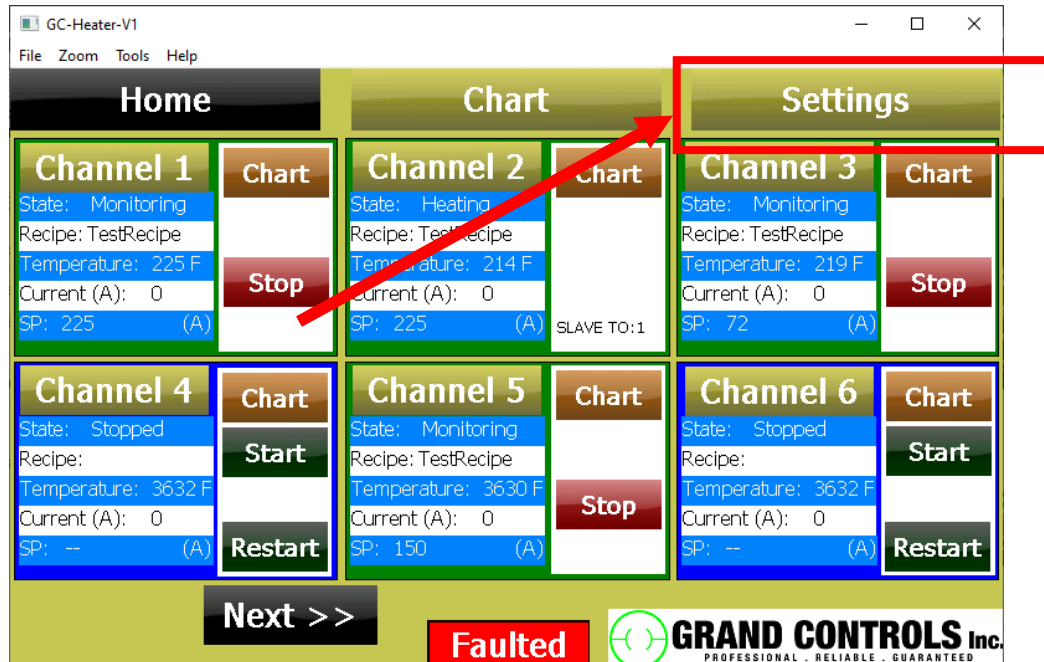 GC-Heater-V1
File Zoom Tools Help
Home Chart Settings
Channel 1 Chart
State: Monitoring
Recipe: TestRecipe
Temperature: 225 F
Stop
Current (A): 0
SP: 225 (A)
Channel 2 Chart
State: Heating
Recipe: TestRecipe
Temperature: 214 F
Current (A): 0
SP: 225 (A)
SLAVE TO:1
Channel 3 Chart
State: Monitoring
Recipe: TestRecipe
Temperature: 219 F
Stop
Current (A): 0
SP: 72 (A)
Channel 4 Chart
State: Stopped
Start
Recipe:
Temperature: 3632 F
Current (A): 0
SP: -- (A)
Restart
Channel 5 Chart
State: Monitoring
Recipe: TestRecipe
Temperature: 3630 F
Stop
Current (A): 0
SP: 150 (A)
Channel 6 Chart
State: Stopped
Start
Recipe:
Temperature: 3632 F
Current (A): 0
SP: -- (A)
Restart
Next >>
Faulted
GRAND CONTROLS Inc.
PROFESSIONAL . RELIABLE . GUARANTEED